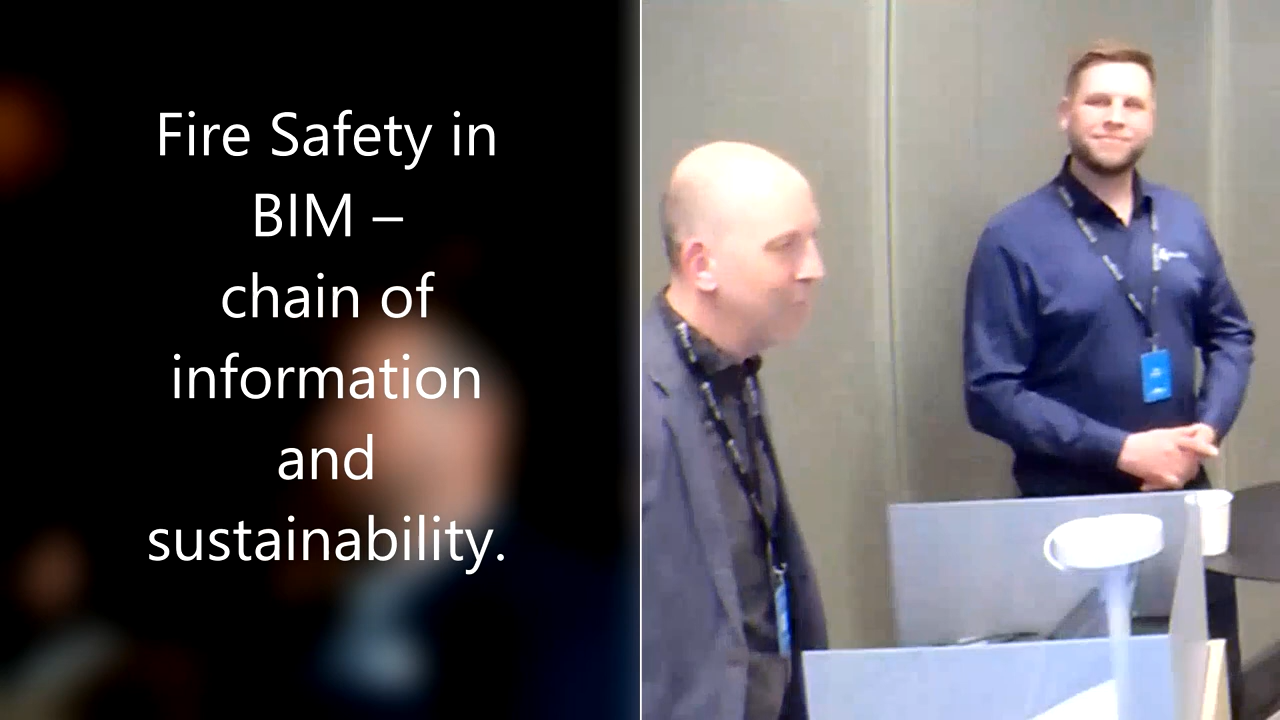 Fire Safety in
BIM –
chain of
information
and
sustainability.